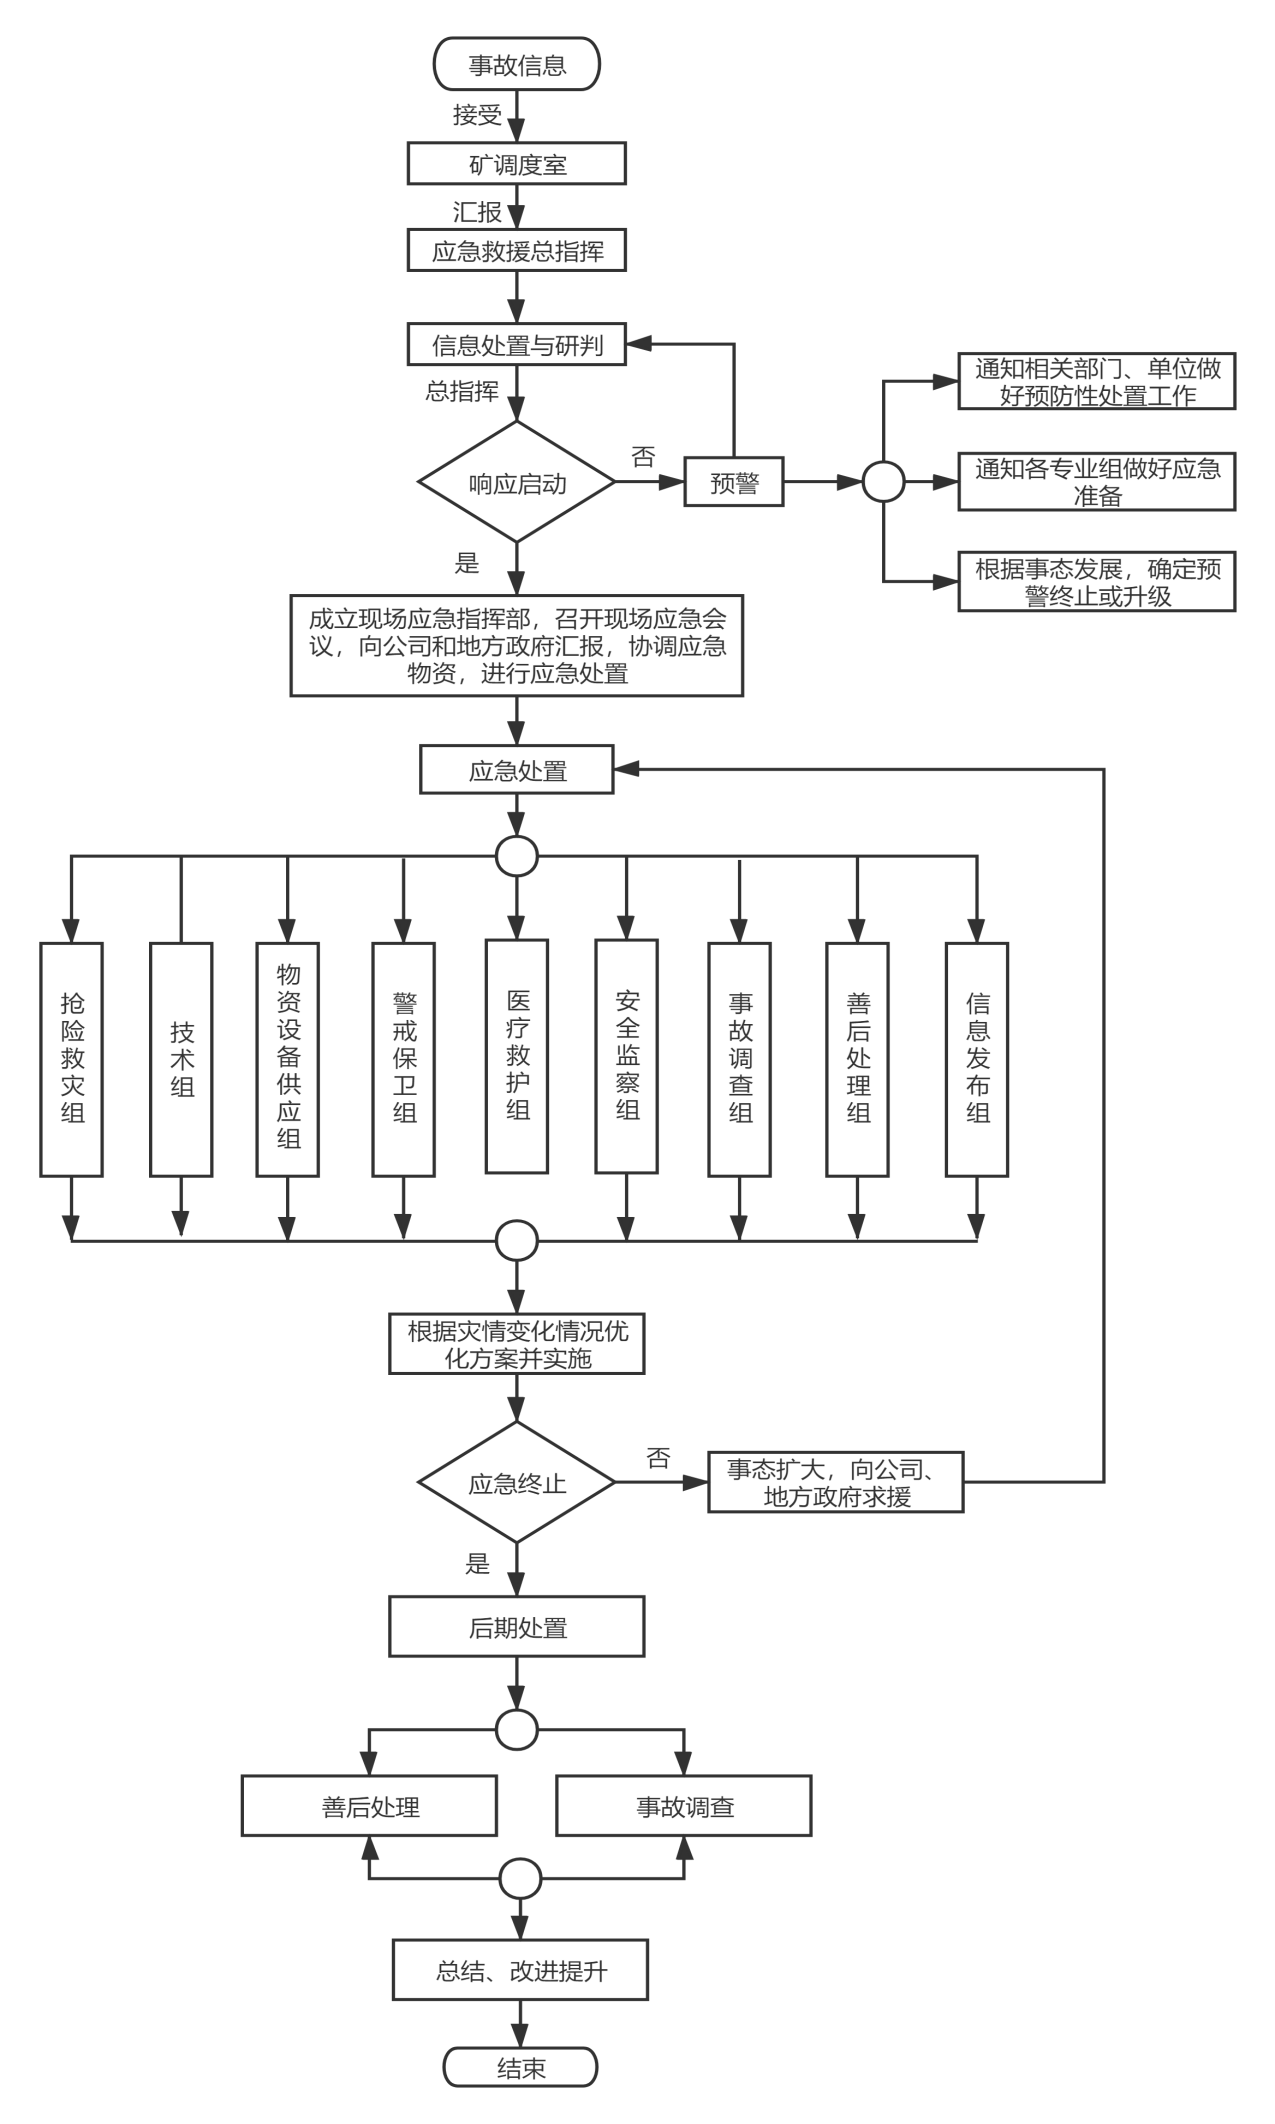 事故信息
接受
矿调度室
汇报
应急救援总指挥
信息处置与研判
总指挥
响应启动
否
预警
通知相关部门、单位做
好预防性处置工作
通知各专业组做好应急
准备
根据事态发展，确定预
警终止或升级
是
成立现场应急指挥部，召开现场应急会
议，向公司和地方政府汇报，协调应急
物资，进行应急处置
应急处置
抢险救灾组
技术组
物资设备供应组
警戒保卫组
医疗救护组
安全监察组
事故调查组
善后处理组
信息发布组
根据灾情变化情况优
化方案并实施
应急终止
否
事态扩大，向公司、
地方政府求援
是
后期处置
善后处理
事故调查
总结、改进提升
结束